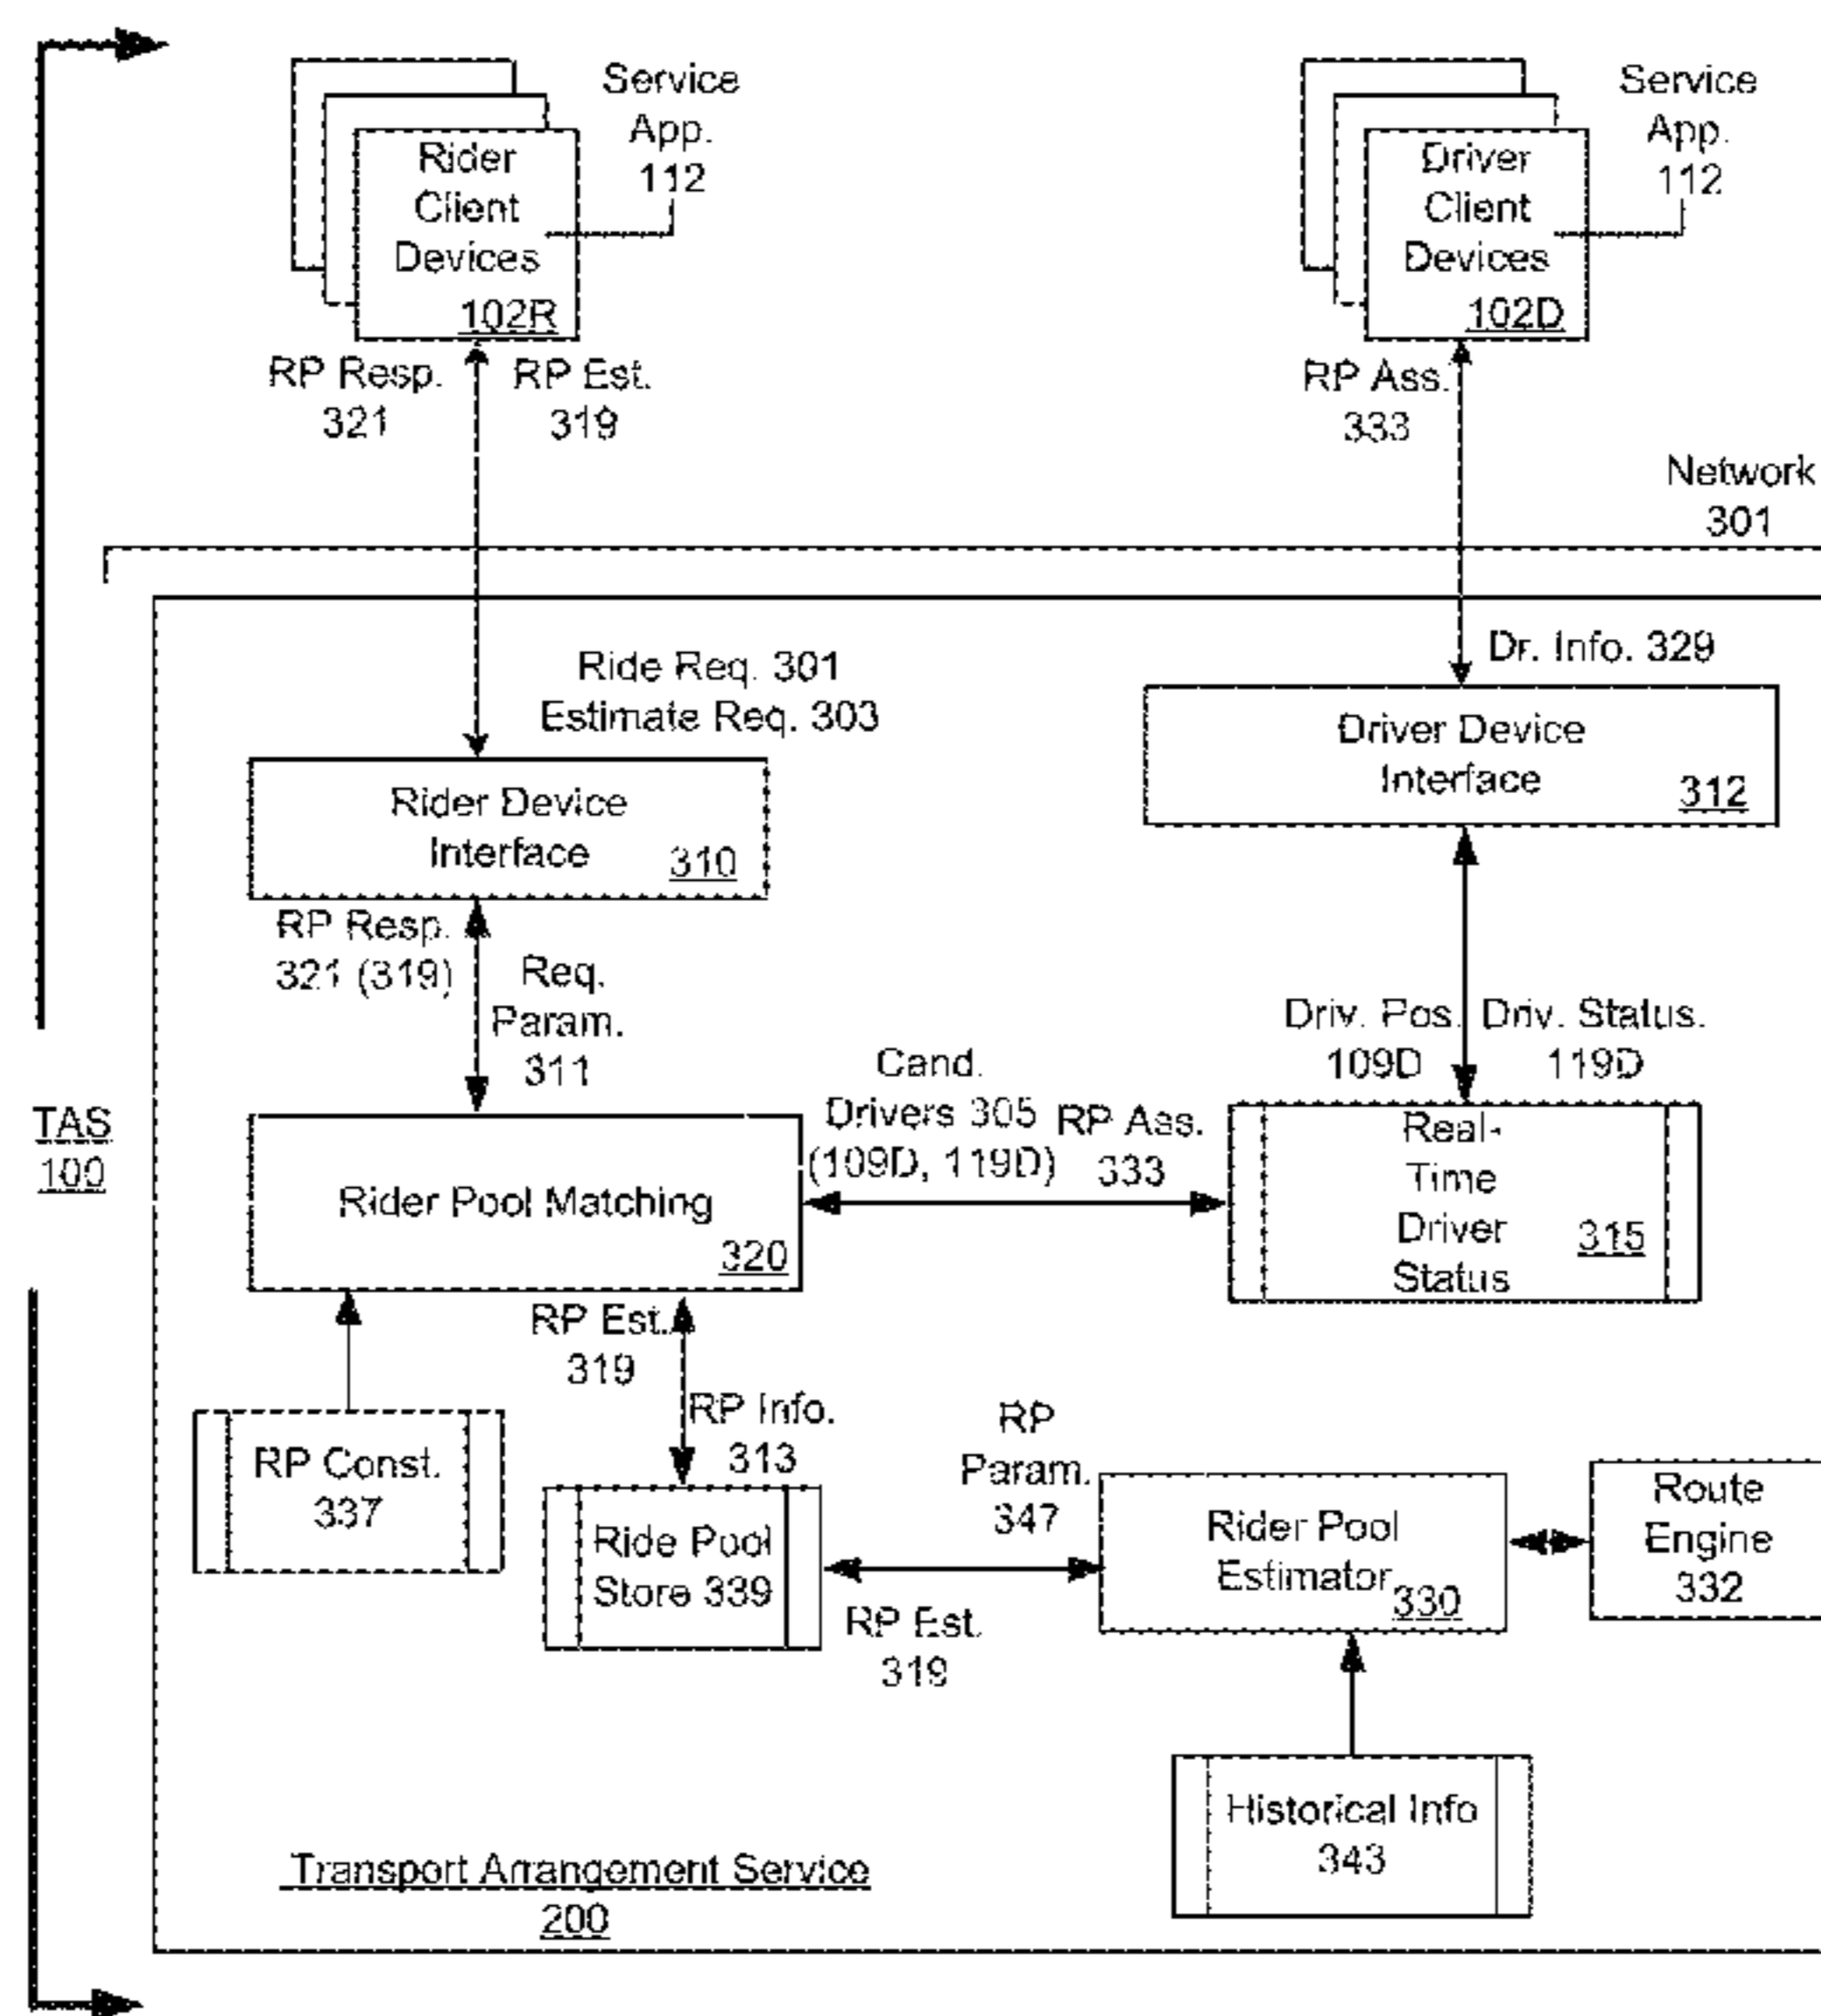 Service
App.
112
Rider
Client
Devices
102R
Service
App.
112
Driver
Client
Devices
102D
RP Resp.
321
RP Est.
319
RP Ass.
333
Network
301
Ride Req. 301
Estimate Req. 303
Dr. Info. 329
Rider Device
Interface
310
Driver Device
Interface
312
RP Resp.
321 (319)
Req.
Param.
311
Driv. Pos.
109D
Driv. Status.
119D
TAS
100
Cand.
Drivers 305
(109D, 119D)
RP Ass.
333
Rider Pool Matching
320
Real-
Time
Driver
Status
315
RP Est.
319
RP Info.
313
RP Const.
337
Ride Pool
Store 339
RP
Param.
347
RP Est.
319
Rider Pool
Estimator
330
Route
Engine
332
Historical Info
343
Transport Arrangement Service
200